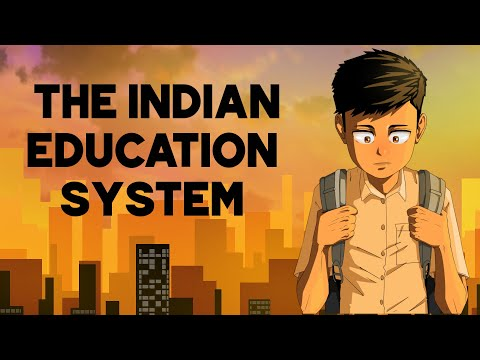 THE INDIAN
EDUCATION
SYSTEM